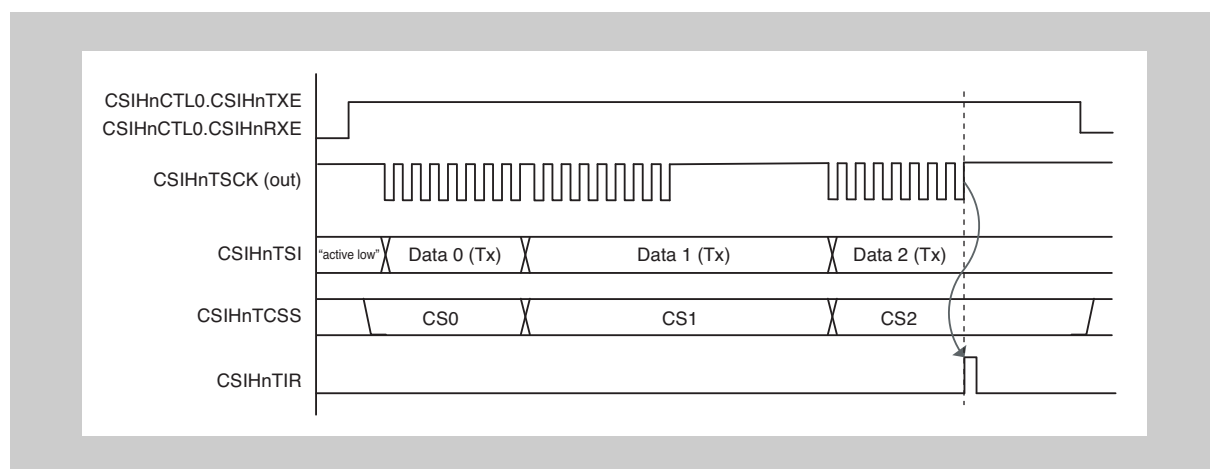 CSIHnCTL0.CSIHnTXE
CSIHnCTL0.CSIHnRXE
CSIHnTSCK (out)
CSIHnTSI "active low" Data 0 (Tx) Data 1 (Tx) Data 2 (Tx)
CSIHnTCSS CS0 CS1 CS2
CSIHnTIR